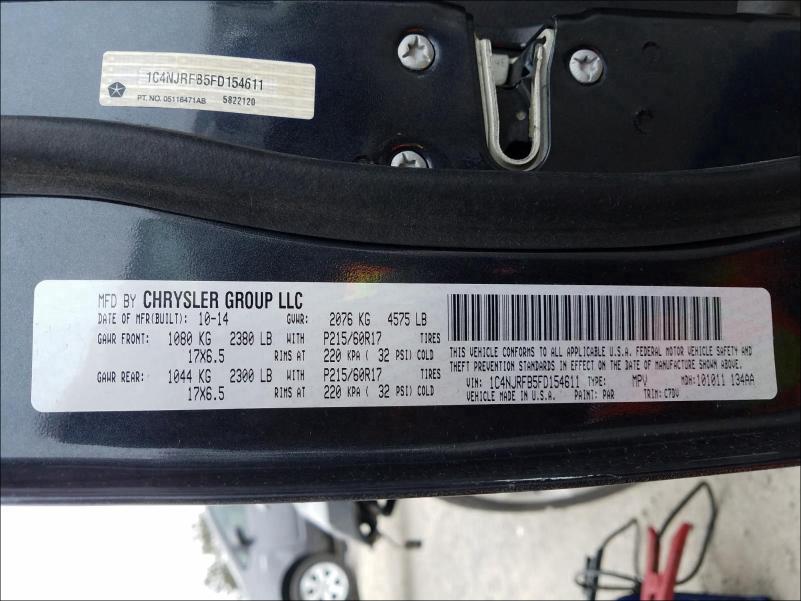 1C4NJRFB5FD154611
PT. NO. 05116471AB 5822120
MFD BY CHRYSLER GROUP LLC
DATE OF MFR(BUILT): 10-14 GVWR: 2076 KG 4575 LB
GAWR FRONT: 1080 KG 2380 LB WITH P215/60R17 TIRES
17X6.5 RIMS AT 220 KPA ( 32 PSI) COLD
GAWR REAR: 1044 KG 2300 LB WITH P215/60R17 TIRES
17X6.5 RIMS AT 220 KPA ( 32 PSI) COLD
THIS VEHICLE CONFORMS TO ALL APPLICABLE U.S.A. FEDERAL MOTOR VEHICLE SAFETY AND
THEFT PREVENTION STANDARDS IN EFFECT ON THE DATE OF MANUFACTURE SHOWN ABOVE.
VIN: 1C4NJRFB5FD154611 TYPE: MPV MDH: 101011 134AA
VEHICLE MADE IN U.S.A. PAINT: PAR TRIM: C7DV